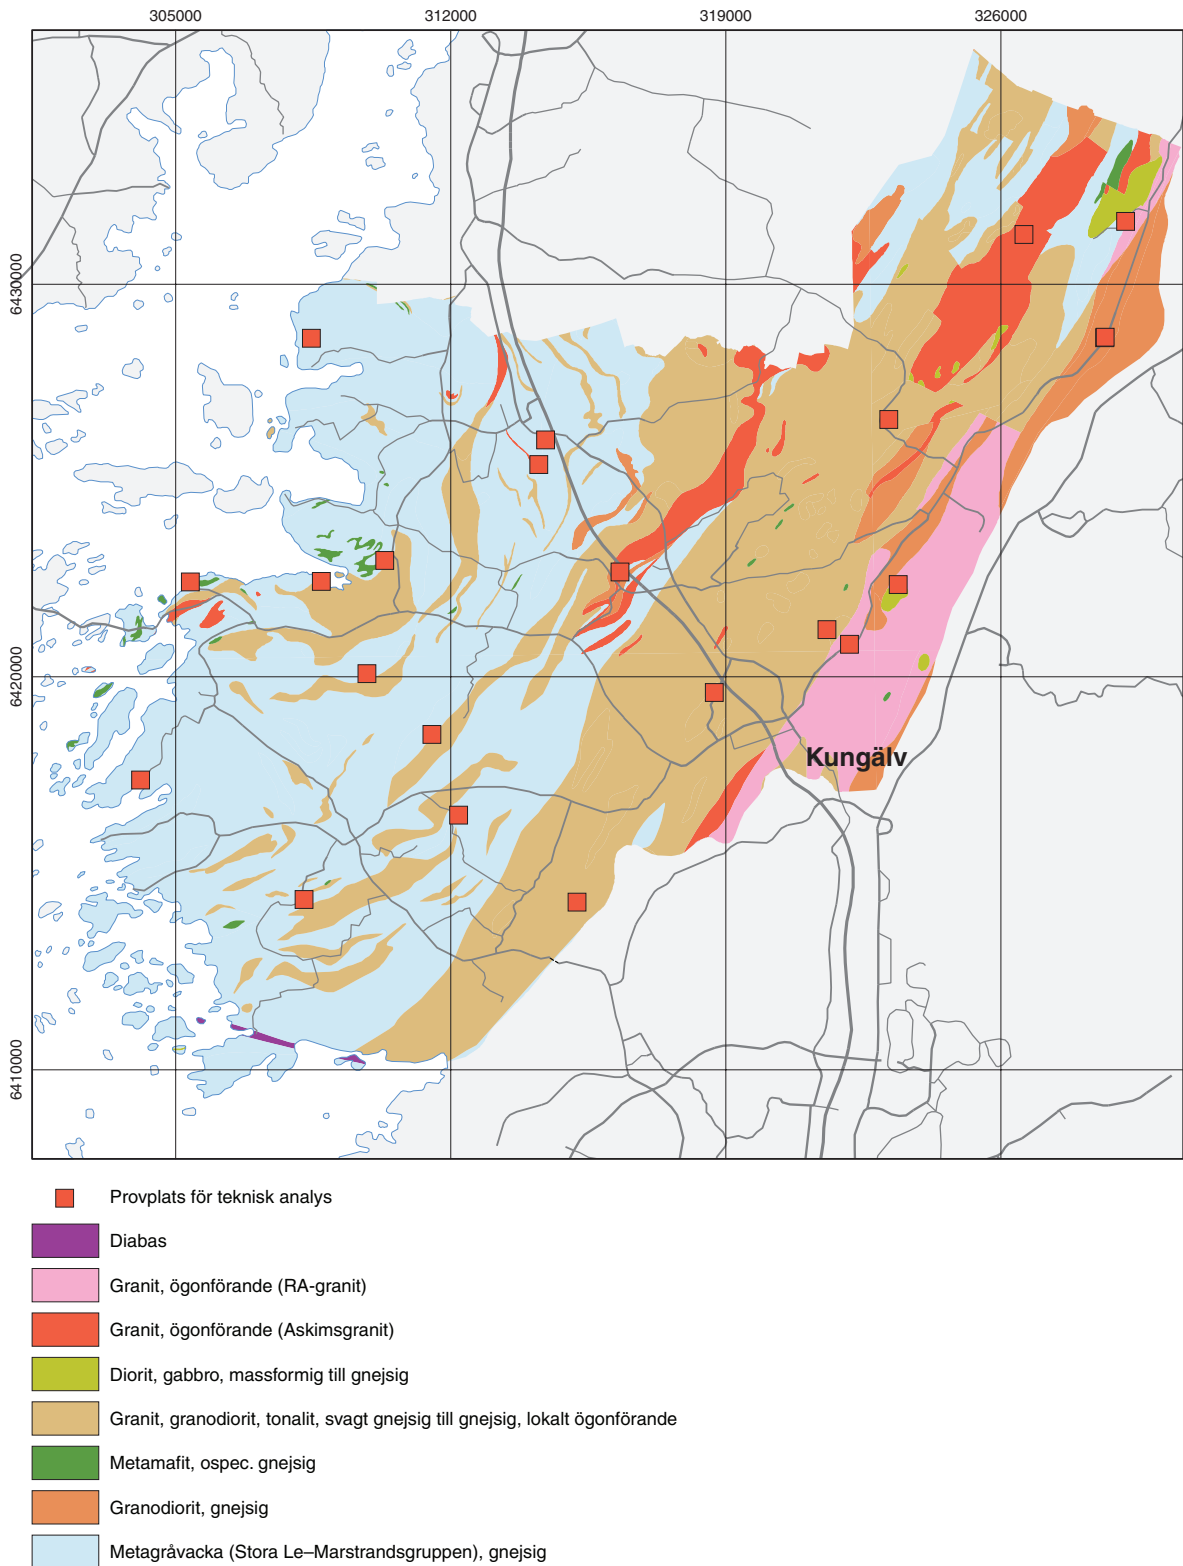 305000 312000 319000 326000
6430000
6420000
6410000
Kungälv
Provplats för teknisk analys
Diabas
Granit, ögonförande (RA-granit)
Granit, ögonförande (Askimsgranit)
Diorit, gabbro, massformig till gnejsig
Granit, granodiorit, tonalit, svagt gnejsig till gnejsig, lokalt ögonförande
Metamafit, ospec. gnejsig
Granodiorit, gnejsig
Metagråvacka (Stora Le–Marstrandsgruppen), gnejsig